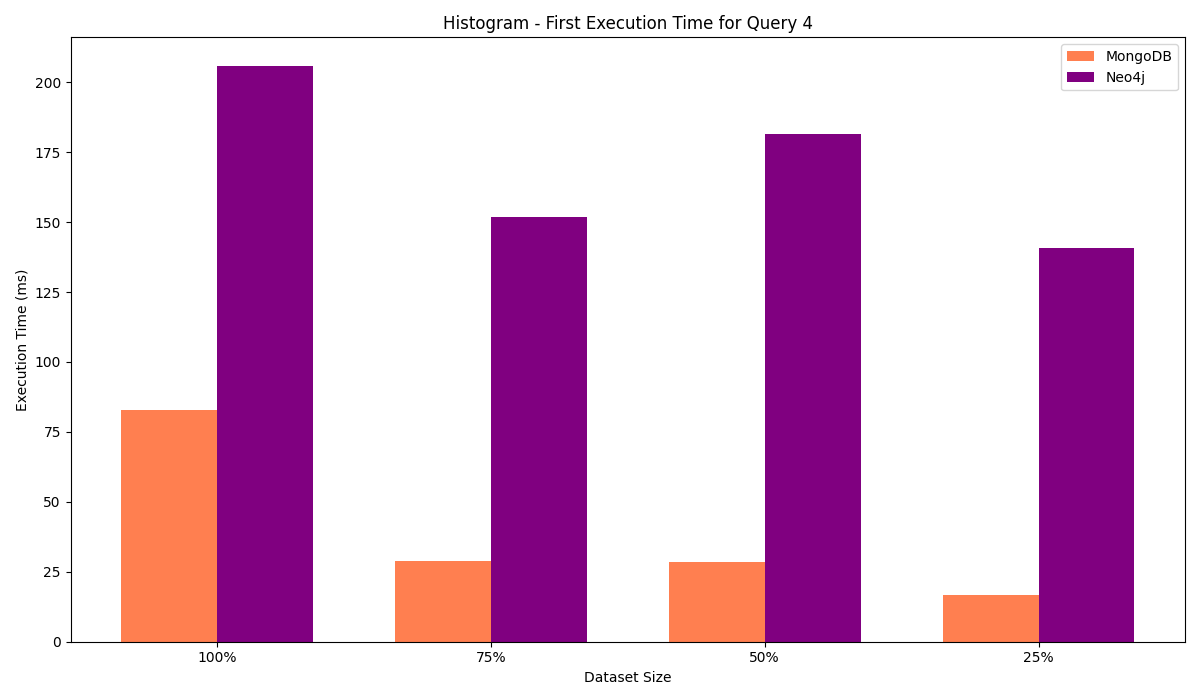 Histogram - First Execution Time for Query 4
MongoDB
Neo4j
Execution Time (ms)
200
175
150
125
100
75
50
25
0
100%
75%
50%
25%
Dataset Size